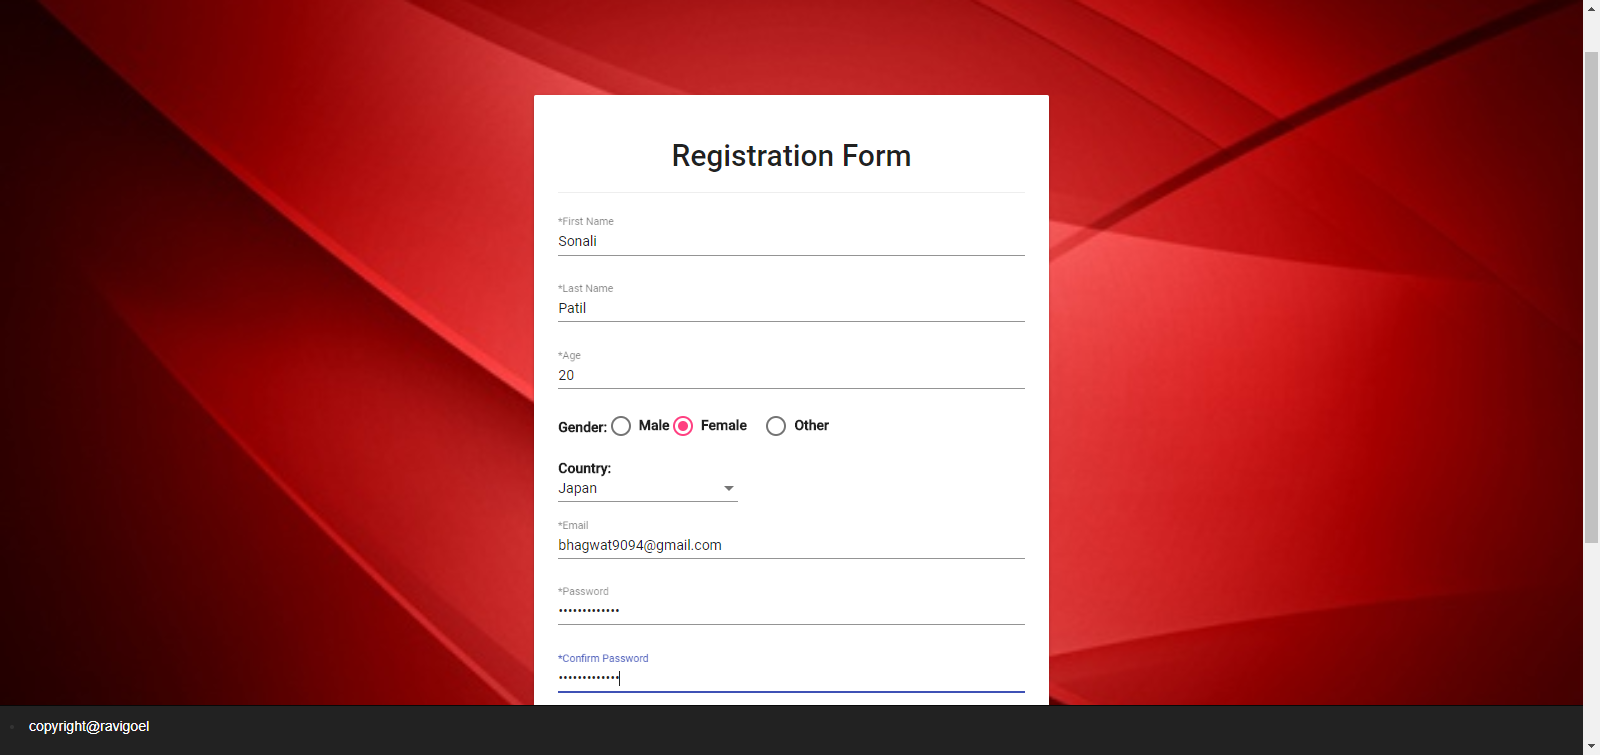 Registration Form
*First Name
Sonali
*Last Name
Patil
*Age
20
Gender: Male Female Other
Country:
Japan
*Email
bhagwat9094@gmail.com
*Password
•••••••••••••
*Confirm Password
•••••••••••••
copyright@ravigoel